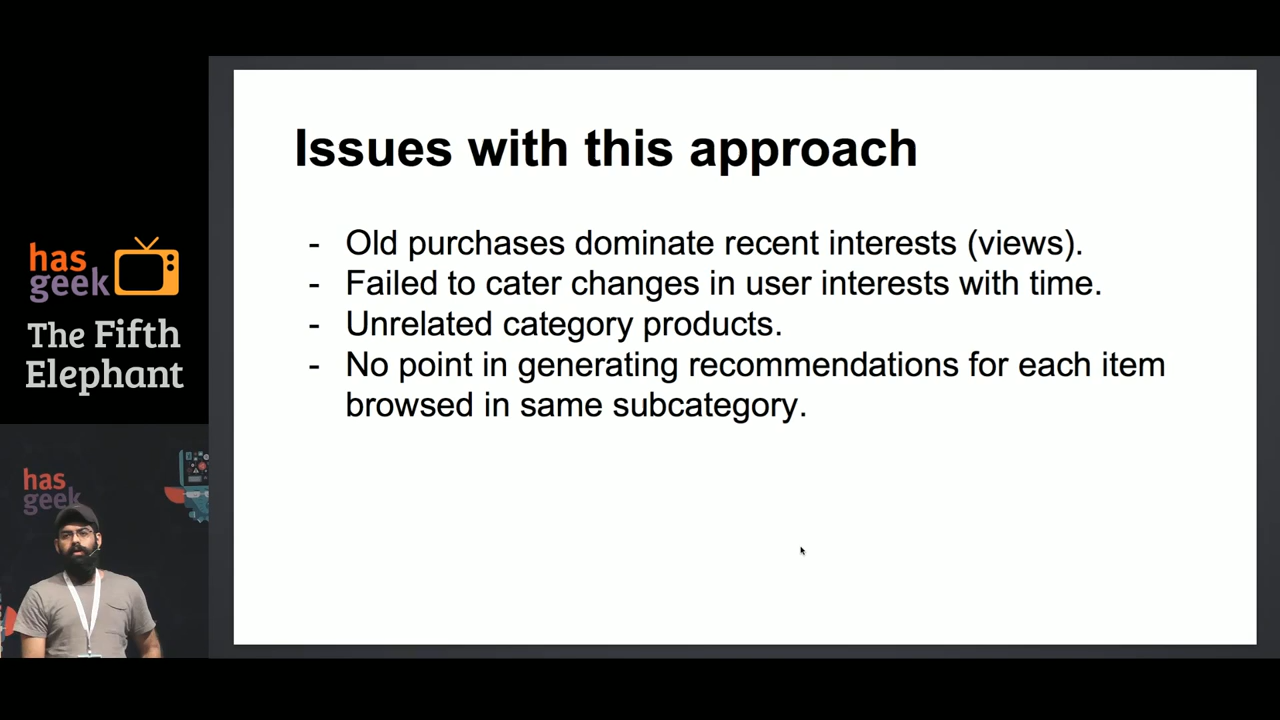 Issues with this approach
- Old purchases dominate recent interests (views).
- Failed to cater changes in user interests with time.
- Unrelated category products.
- No point in generating recommendations for each item
browsed in same subcategory.
has
geek
The Fifth
Elephant
has
geek